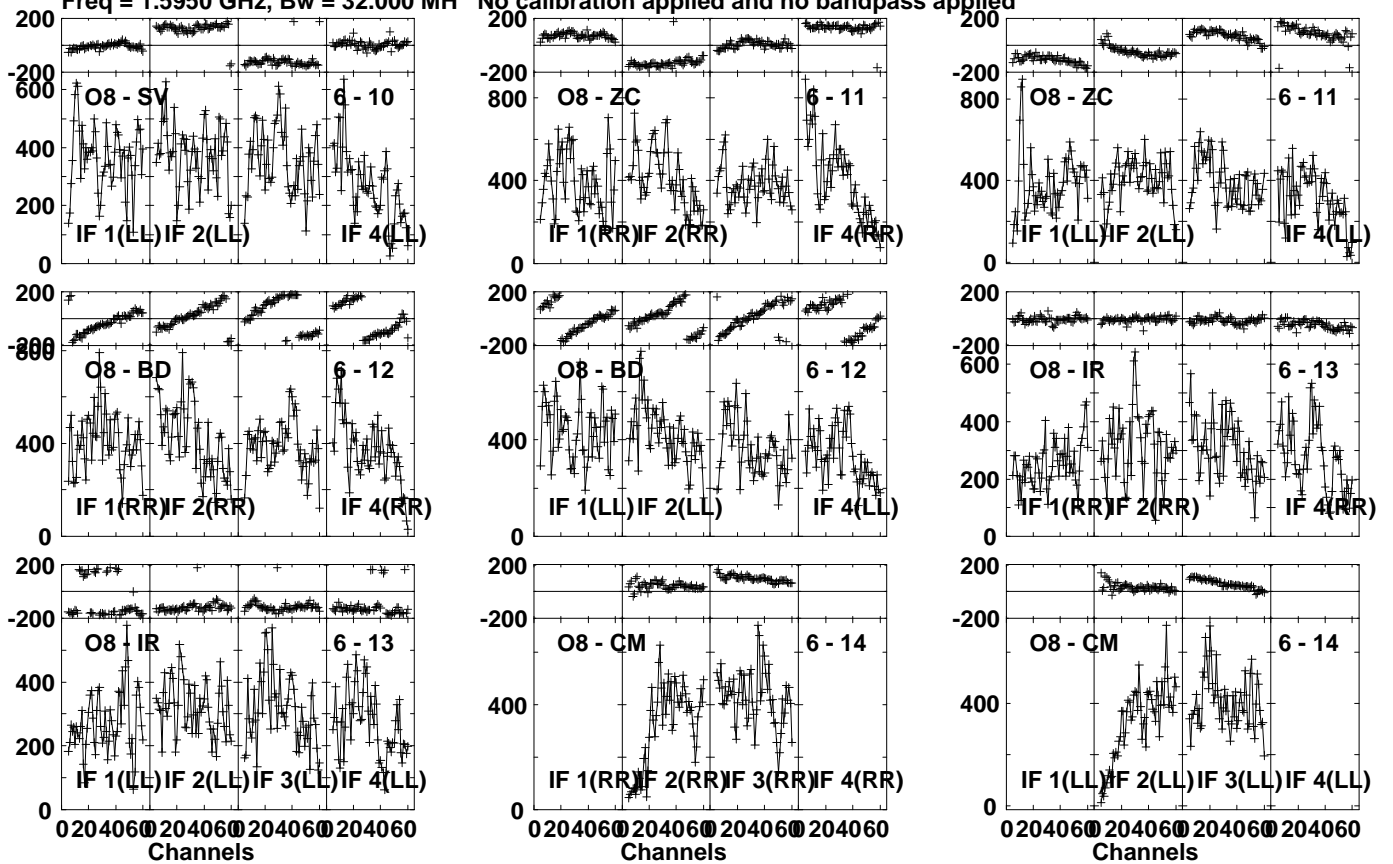 Freq = 1.5950 GHz, Bw = 32.000 MH No calibration applied and no bandpass applied
200
-200
600
400
200
0
O8 - SV
6 - 10
IF 1(LL) IF 2(LL) IF 4(LL)
200
-200
800
400
0
O8 - ZC
6 - 11
IF 1(RR) IF 2(RR) IF 4(RR)
200
-200
800
400
0
O8 - ZC
6 - 11
IF 1(LL) IF 2(LL) IF 4(LL)
200
-200
800
400
0
O8 - BD
6 - 12
IF 1(RR) IF 2(RR) IF 4(RR)
200
-200
400
0
O8 - BD
6 - 12
IF 1(LL) IF 2(LL) IF 4(LL)
200
-200
600
400
200
0
O8 - IR
6 - 13
IF 1(RR) IF 2(RR) IF 4(RR)
200
-200
400
200
0
O8 - IR
6 - 13
IF 1(LL) IF 2(LL) IF 3(LL) IF 4(LL)
0 20 40 60 0 20 40 60 0 20 40 60 0 20 40 60
Channels
200
-200
400
0
O8 - CM
6 - 14
IF 1(RR) IF 2(RR) IF 3(RR) IF 4(RR)
0 20 40 60 0 20 40 60 0 20 40 60 0 20 40 60
Channels
200
-200
400
0
O8 - CM
6 - 14
IF 1(LL) IF 2(LL) IF 3(LL) IF 4(LL)
0 20 40 60 0 20 40 60 0 20 40 60 0 20 40 60
Channels